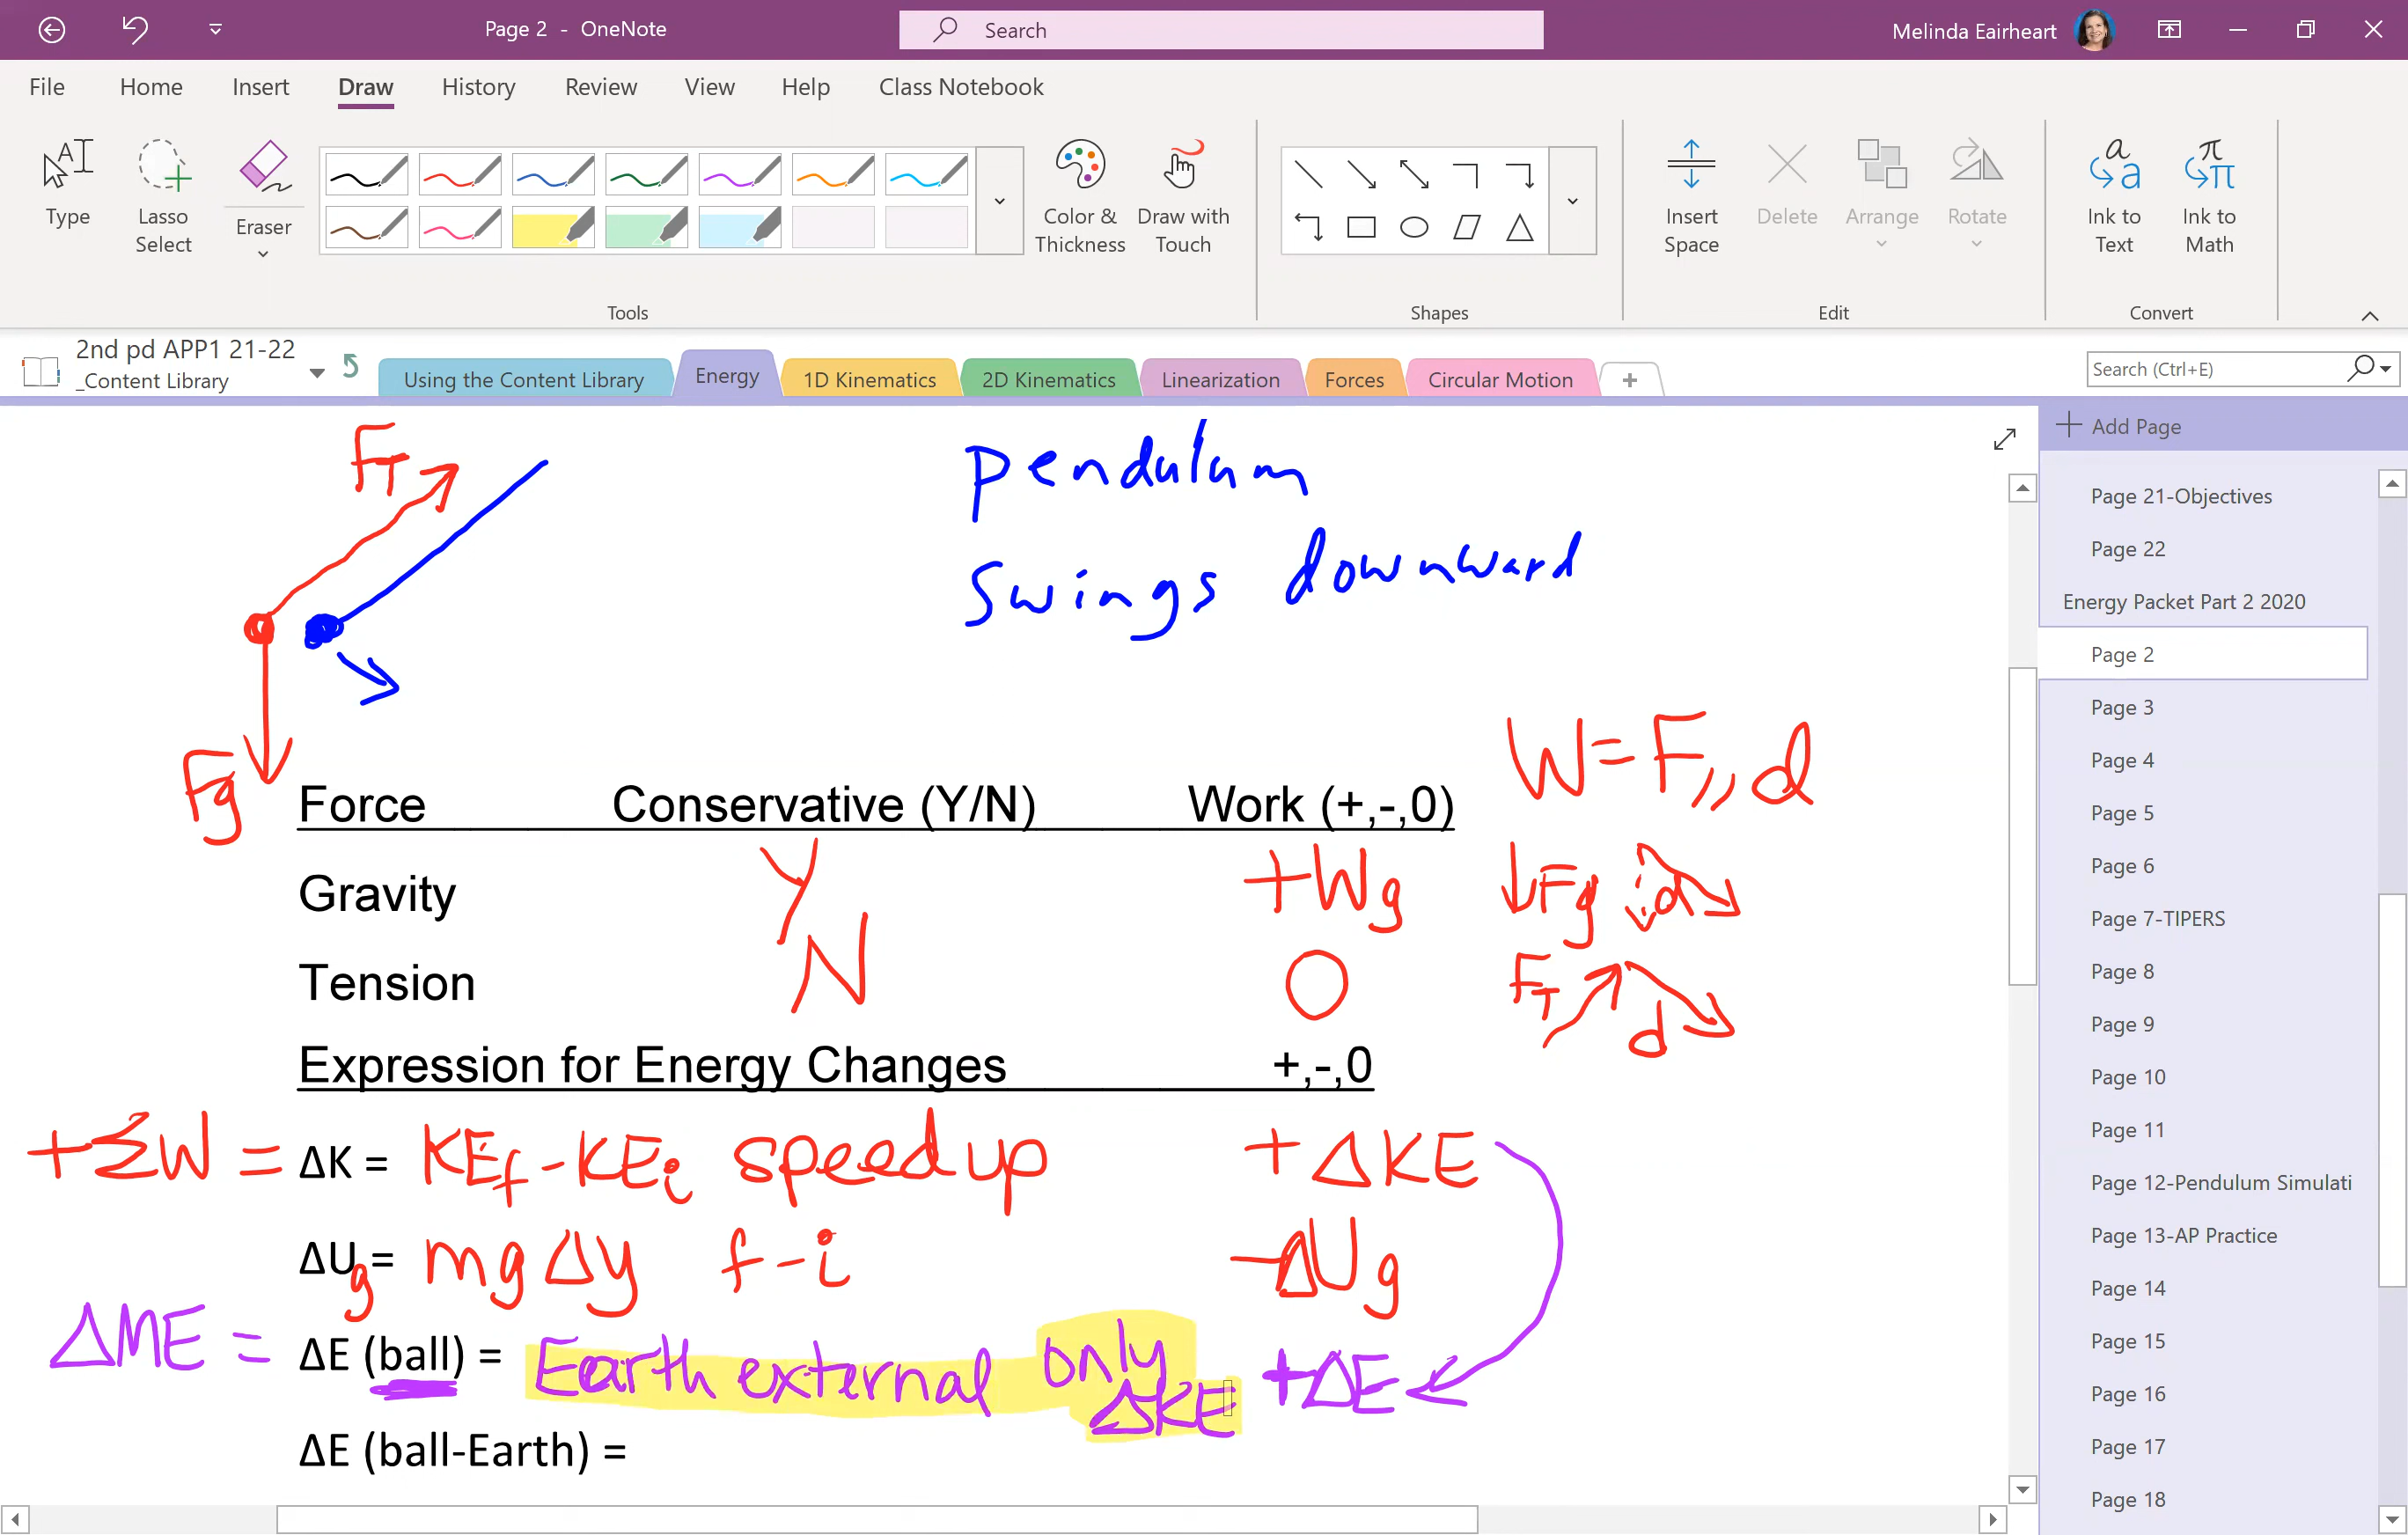 Page 2 - OneNote
Search
Melinda Eairheart
File Home Insert Draw History Review View Help Class Notebook
Type
Lasso Select
Eraser
Color & Thickness
Draw with Touch
Insert Space
Delete
Arrange
Rotate
Ink to Text
Ink to Math
Tools
Shapes
Edit
Convert
2nd pd APP1 21-22
_Content Library
Using the Content Library
Energy
1D Kinematics
2D Kinematics
Linearization
Forces
Circular Motion
Search (Ctrl+E)
FT
pendulum
swings downward
Fg
W=F,,d
Force Conservative (Y/N) Work (+,-,0)
Gravity Y +Wg ↓Fg d
Tension N 0 FT d
Expression for Energy Changes +,-,0
+ΣW = ΔK = KEf-KEi speed up +ΔKE
ΔUg= mgΔy f-i -ΔUg
ΔME = ΔE (ball) = Earth external only ΔKE +ΔE
ΔE (ball-Earth) =
Add Page
Page 21-Objectives
Page 22
Energy Packet Part 2 2020
Page 2
Page 3
Page 4
Page 5
Page 6
Page 7-TIPERS
Page 8
Page 9
Page 10
Page 11
Page 12-Pendulum Simulati
Page 13-AP Practice
Page 14
Page 15
Page 16
Page 17
Page 18